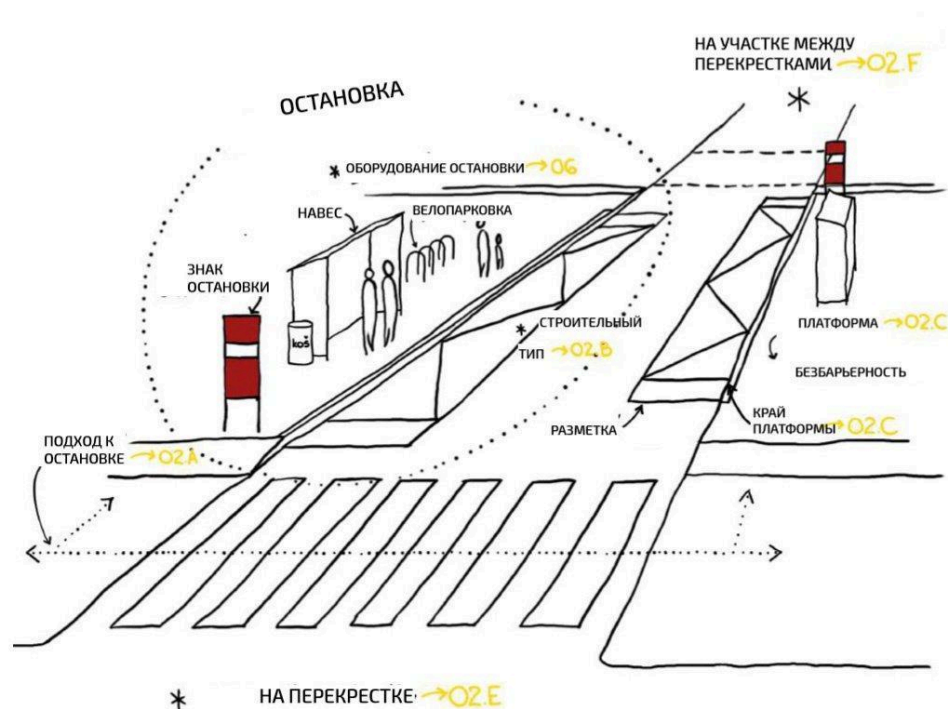 НА УЧАСТКЕ МЕЖДУ
ПЕРЕКРЕСТКАМИ →02.F
*
ОСТАНОВКА
* ОБОРУДОВАНИЕ ОСТАНОВКИ →06
НАВЕС
ВЕЛОПАРКОВКА
ЗНАК
ОСТАНОВКИ
koš
* СТРОИТЕЛЬНЫЙ
ТИП →02.B
ПЛАТФОРМА →02.C
БЕЗБАРЬЕРНОСТЬ
РАЗМЕТКА
КРАЙ
ПЛАТФОРМЫ →02.C
ПОДХОД К
ОСТАНОВКЕ →02.A
* НА ПЕРЕКРЕСТКЕ →02.E